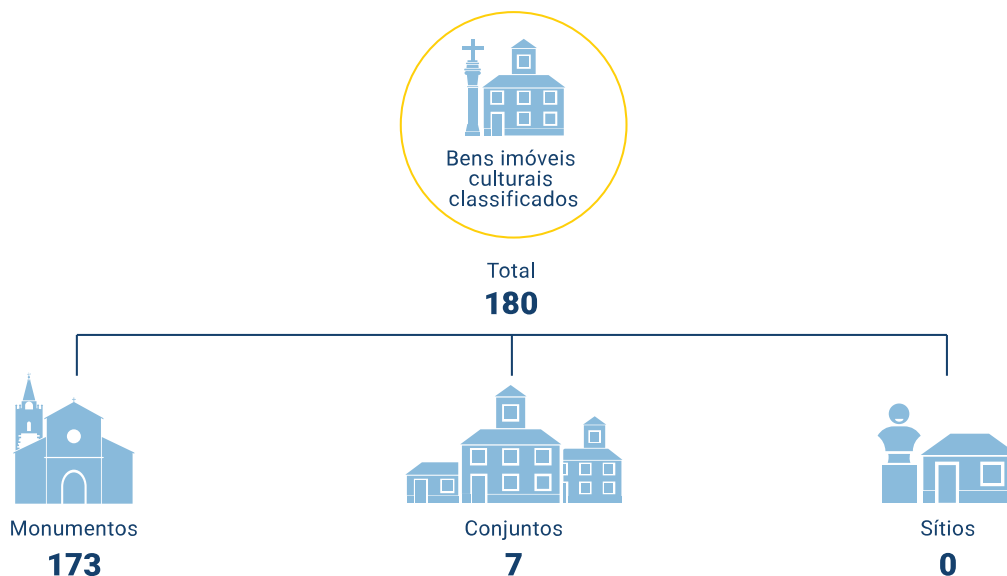 Bens imóveis
culturais
classificados
Total
180
Monumentos
173
Conjuntos
7
Sítios
0